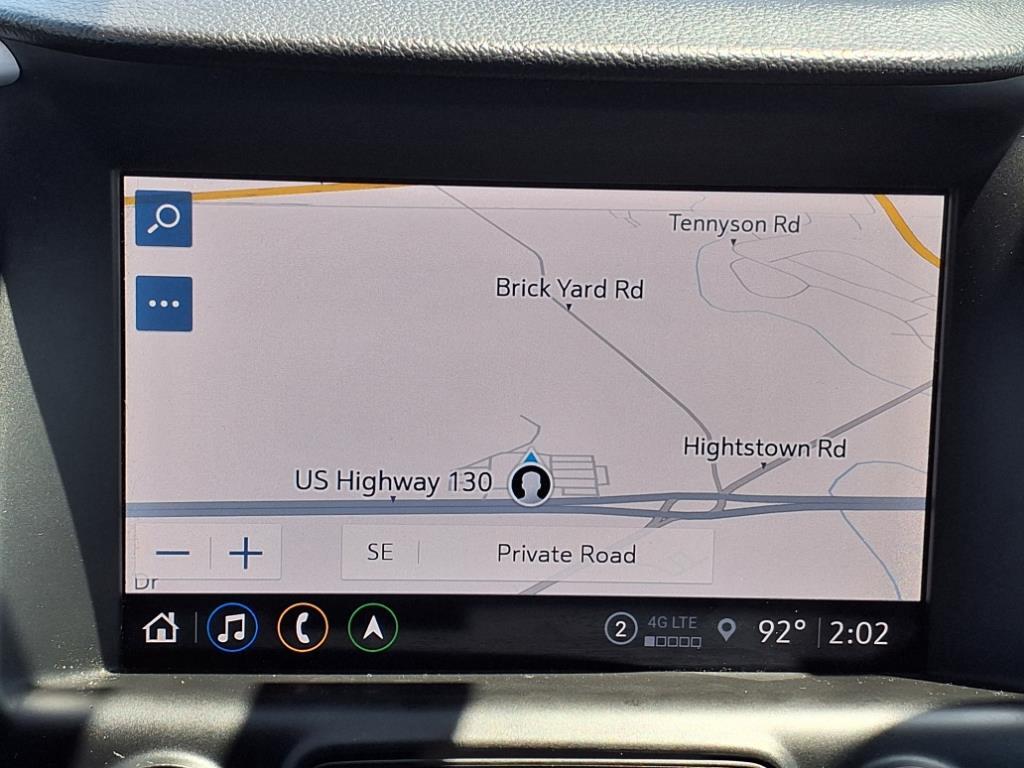 Tennyson Rd
Brick Yard Rd
Hightstown Rd
US Highway 130
SE
Private Road
Dr
2
4G LTE
92°
2:02